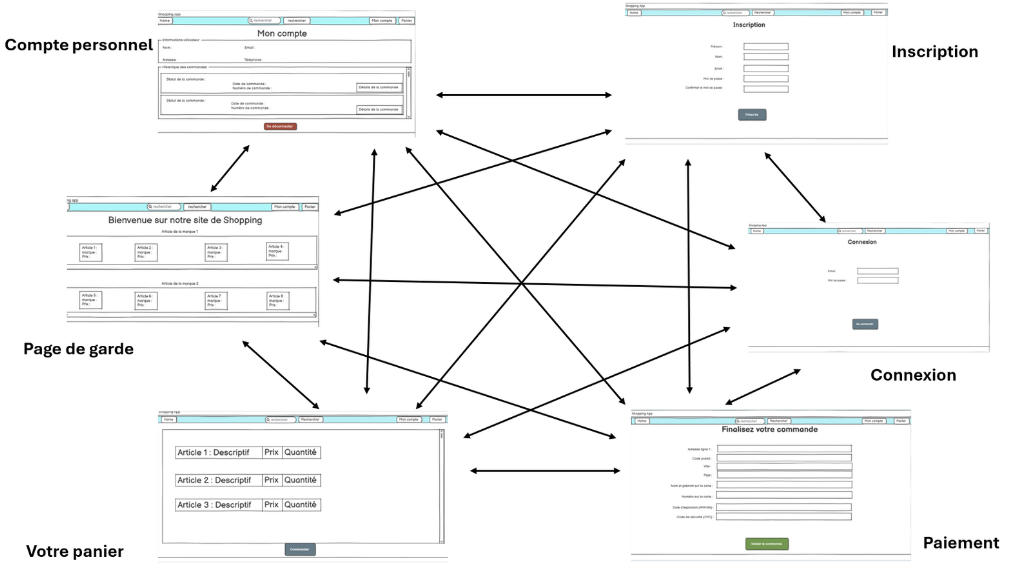 Compte personnel
Shopping App
Home rechercher rechercher Mon compte Panier
Mon compte
Informations utilisateur
Nom : Email :
Adresse Téléphone :
Historique des commandes
Statut de la commande :
Date de commande :
Numéro de commande : Détails de la commande
Statut de la commande :
Date de commande :
Numéro de commande : Détails de la commande
Se déconnecter
Inscription
Shopping App
Home rechercher Rechercher Mon compte Panier
Inscription
Prénom :
Nom :
Email :
Mot de passe :
Confirmer le mot de passe :
S'inscrire
Page de garde
ng App
rechercher rechercher Mon compte Panier
Bienvenue sur notre site de Shopping
Article de la marque 1
Article 1 : marque : Prix :
Article 2 : marque : Prix :
Article 3 : marque : Prix :
Article 4 : marque : Prix :
Article de la marque 2
Article 5 : marque : Prix :
Article 6 : marque : Prix :
Article 7 : marque : Prix :
Article 8 marque : Prix :
Connexion
Shopping App
Home rechercher Rechercher Mon compte Panier
Connexion
Email :
Mot de passe :
Se connecter
Votre panier
Shopping App
Home rechercher Rechercher Mon compte Panier
Article 1 : Descriptif Prix Quantité
Article 2 : Descriptif Prix Quantité
Article 3 : Descriptif Prix Quantité
Commander
Paiement
Shopping App
Home rechercher Rechercher Mon compte Panier
Finalisez votre commande
Adresse ligne 1 :
Code postal :
Ville :
Pays :
Nom et prénom sur la carte :
Numéro sur la carte :
Date d'expiration (MM/AA) :
Code de sécurité (CVC) :
Valider la commande